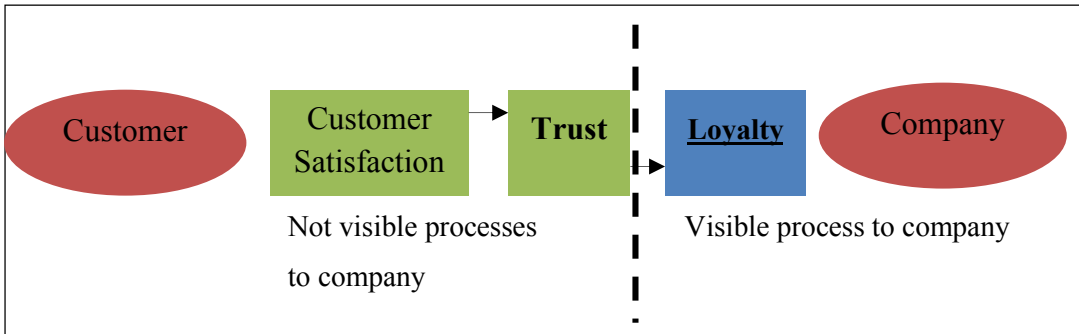 Customer
Customer
Satisfaction
Trust
Loyalty
Company
Not visible processes
to company
Visible process to company